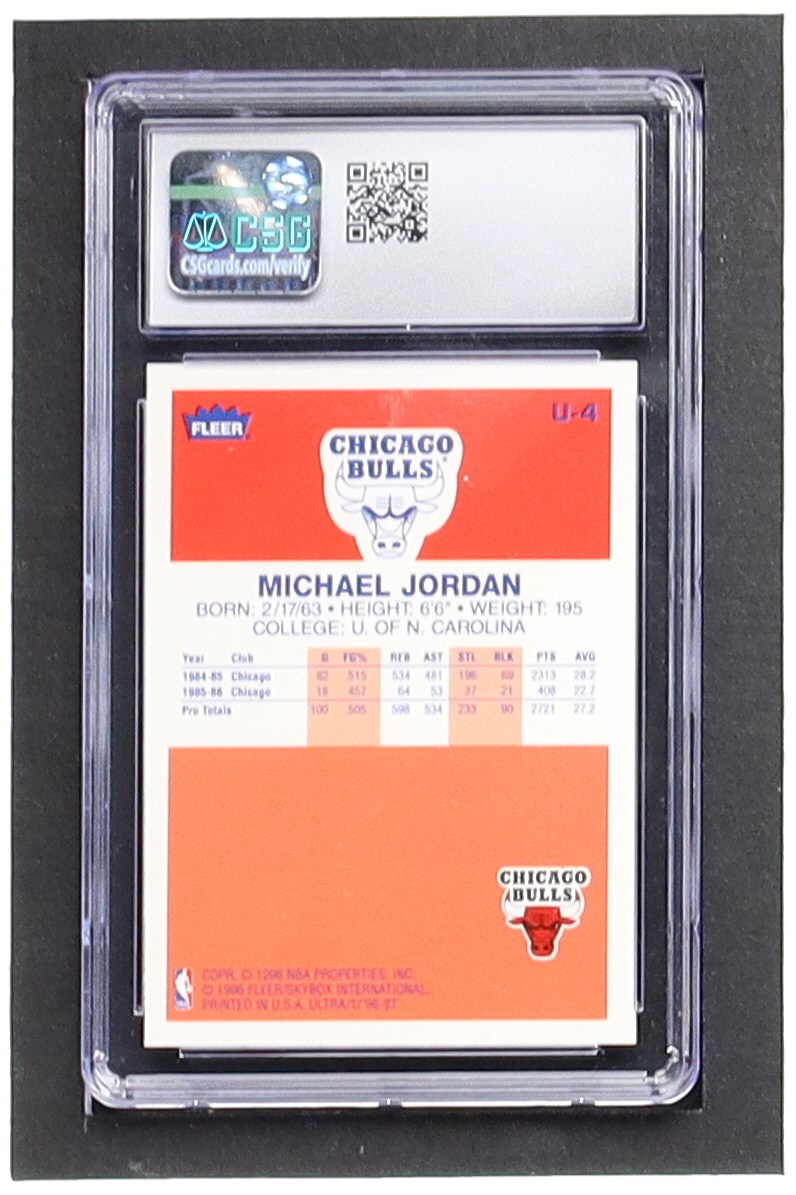 CSG
CSGcards.com/verify
FLEER
U-4
CHICAGO
BULLS
MICHAEL JORDAN
BORN: 2/17/63 • HEIGHT: 6'6" • WEIGHT: 195
COLLEGE: U. OF N. CAROLINA
Year Club G FG% REB AST STL BLK PTS AVG
1984-85 Chicago 82 .515 534 481 196 69 2313 28.2
1985-86 Chicago 18 .457 64 53 37 21 408 22.7
Pro Totals 100 .505 598 534 233 90 2721 27.2
CHICAGO
BULLS
COPR. © 1996 NBA PROPERTIES, INC.
© 1996 FLEER/SKYBOX INTERNATIONAL.
PRINTED IN U.S.A. ULTRA/1/'96-97